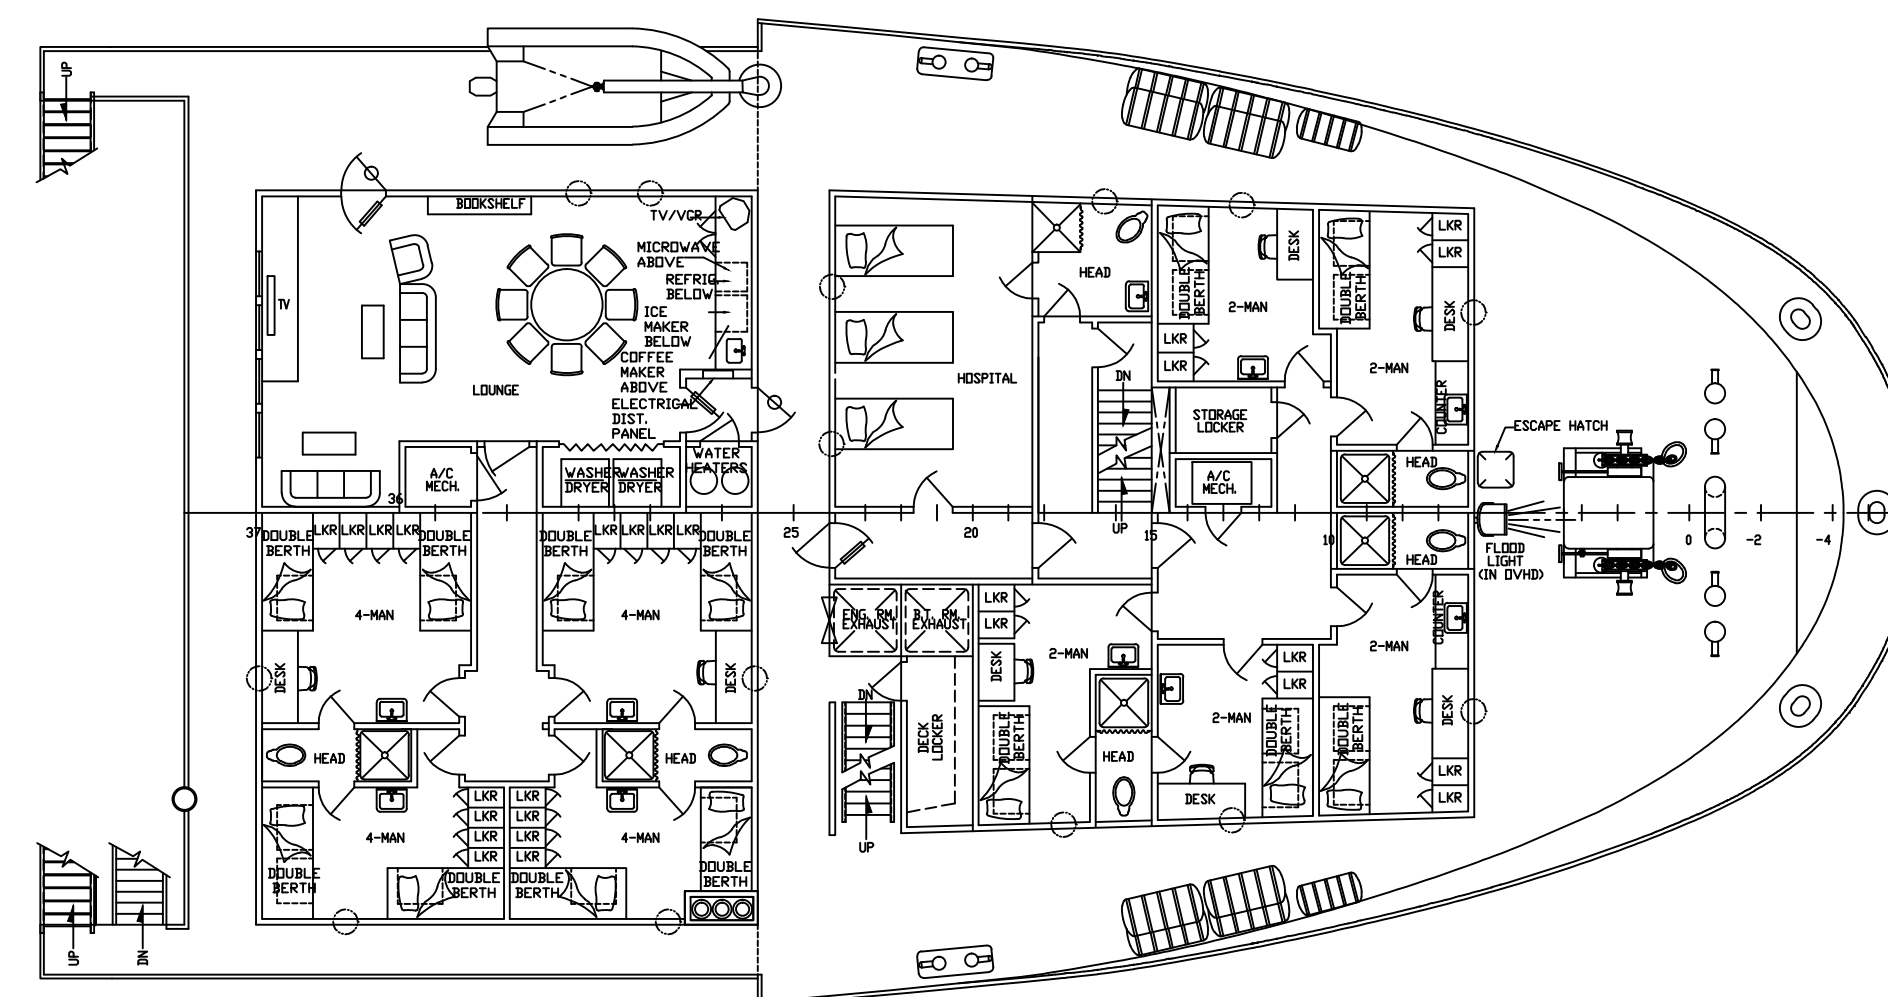 UP
BOOKSHELF
TV/VCR
MICROWAVE
ABOVE
REFRIG.
BELOW
ICE
MAKER
BELOW
COFFEE
MAKER
ABOVE
ELECTRICAL
DIST.
PANEL
TV
LOUNGE
A/C
MECH.
WASHER
DRYER
WASHER
DRYER
WATER
HEATERS
36
37
DOUBLE
BERTH
LKR
LKR
LKR
LKR
DOUBLE
BERTH
DOUBLE
BERTH
LKR
LKR
LKR
LKR
DOUBLE
BERTH
4-MAN
4-MAN
DESK
DESK
HEAD
HEAD
4-MAN
4-MAN
LKR
LKR
LKR
LKR
LKR
LKR
LKR
LKR
DOUBLE
BERTH
DOUBLE
BERTH
DOUBLE
BERTH
DOUBLE
BERTH
UP
DN
HOSPITAL
HEAD
DN
UP
DOUBLE
BERTH
LKR
LKR
2-MAN
DESK
DOUBLE
BERTH
LKR
LKR
DESK
2-MAN
COUNTER
STORAGE
LOCKER
A/C
MECH.
HEAD
HEAD
ESCAPE HATCH
FLOOD
LIGHT
(IN OVHD)
25
20
15
10
0
-2
-4
ENG. RM.
EXHAUST
B.T. RM.
EXHAUST
LKR
LKR
DESK
2-MAN
DOUBLE
BERTH
HEAD
DN
UP
DECK
LOCKER
2-MAN
LKR
LKR
DOUBLE
BERTH
DESK
COUNTER
2-MAN
DESK
DOUBLE
BERTH
LKR
LKR